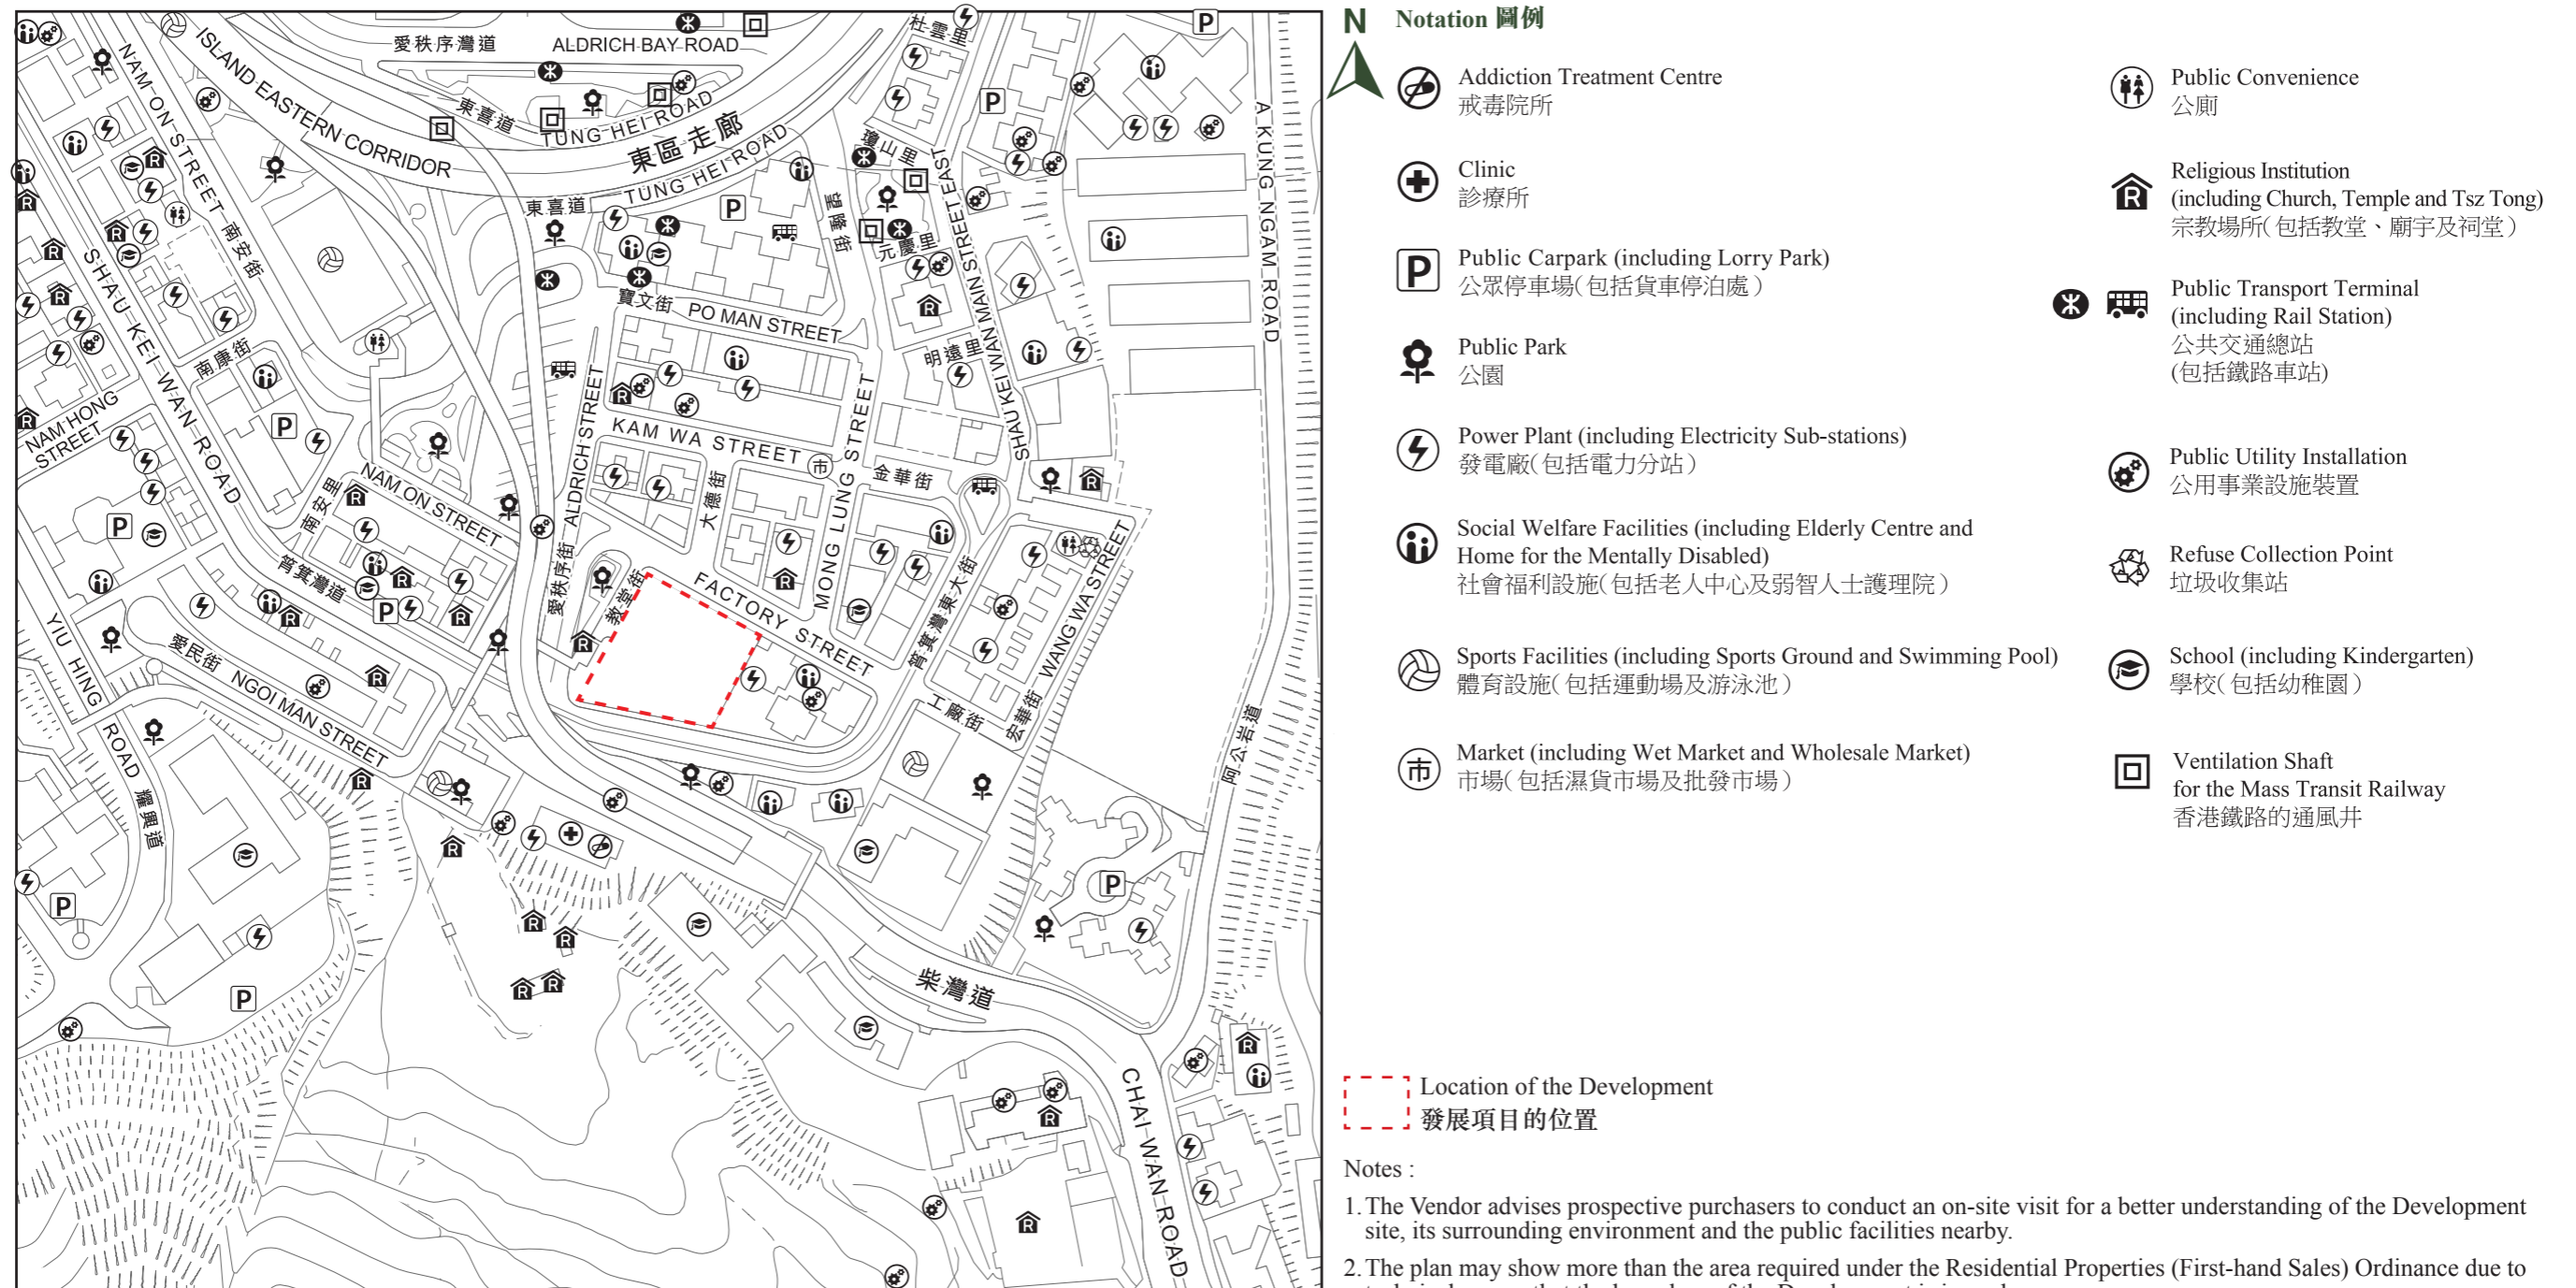 愛秩序灣道
ALDRICH BAY ROAD
杜雲里
NAM ON STREET
南安街
ISLAND EASTERN CORRIDOR
東喜道
TUNG HEI ROAD
東區走廊
TUNG HEI ROAD
東喜道
瓊山里
望隆街
元慶里
SHAU KEI WAN MAIN STREET EAST
A KUNG NGAM ROAD
寶文街
PO MAN STREET
明遠里
SHAU KEI WAN ROAD
南康街
NAM HONG
STREET
ALDRICH STREET
KAM WA STREET
市
金華街
MONG LUNG STREET
大德街
南安里
NAM ON STREET
愛秩序街
教堂街
FACTORY STREET
筲箕灣道
筲箕灣東大街
WANG WA STREET
宏華街
工廠街
YIU HING
ROAD
耀興道
愛民街
NGOI MAN STREET
阿公岩道
柴灣道
CHAI WAN ROAD
N
Notation 圖例
Addiction Treatment Centre
戒毒院所
Clinic
診療所
P
Public Carpark (including Lorry Park)
公眾停車場(包括貨車停泊處)
Public Park
公園
Power Plant (including Electricity Sub-stations)
發電廠(包括電力分站)
Social Welfare Facilities (including Elderly Centre and
Home for the Mentally Disabled)
社會福利設施(包括老人中心及弱智人士護理院)
Sports Facilities (including Sports Ground and Swimming Pool)
體育設施(包括運動場及游泳池)
市
Market (including Wet Market and Wholesale Market)
市場(包括濕貨市場及批發市場)
Public Convenience
公廁
R
Religious Institution
(including Church, Temple and Tsz Tong)
宗教場所(包括教堂、廟宇及祠堂)
Public Transport Terminal
(including Rail Station)
公共交通總站
(包括鐵路車站)
Public Utility Installation
公用事業設施裝置
Refuse Collection Point
垃圾收集站
School (including Kindergarten)
學校(包括幼稚園)
Ventilation Shaft
for the Mass Transit Railway
香港鐵路的通風井
Location of the Development
發展項目的位置
Notes :
1. The Vendor advises prospective purchasers to conduct an on-site visit for a better understanding of the Development
site, its surrounding environment and the public facilities nearby.
2. The plan may show more than the area required under the Residential Properties (First-hand Sales) Ordinance due to